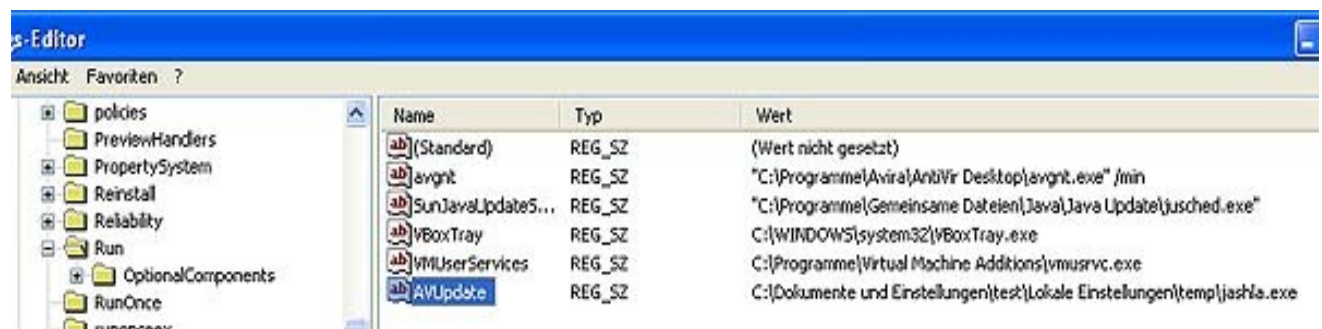 s-Editor
Ansicht Favoriten ?
policies
PreviewHandlers
PropertySystem
Reinstall
Reliability
Run
OptionalComponents
RunOnce
Name Typ Wert
(Standard) REG_SZ (Wert nicht gesetzt)
avgnt REG_SZ "C:\Programme\Avira\AntiVir Desktop\avgnt.exe" /min
SunJavaUpdateS... REG_SZ "C:\Programme\Gemeinsame Dateien\Java\Java Update\jusched.exe"
VBoxTray REG_SZ C:\WINDOWS\system32\VBoxTray.exe
VMUserServices REG_SZ C:\Programme\Virtual Machine Additions\vmusrvc.exe
AVUpdate REG_SZ C:\Dokumente und Einstellungen\test\Lokale Einstellungen\temp\jashla.exe